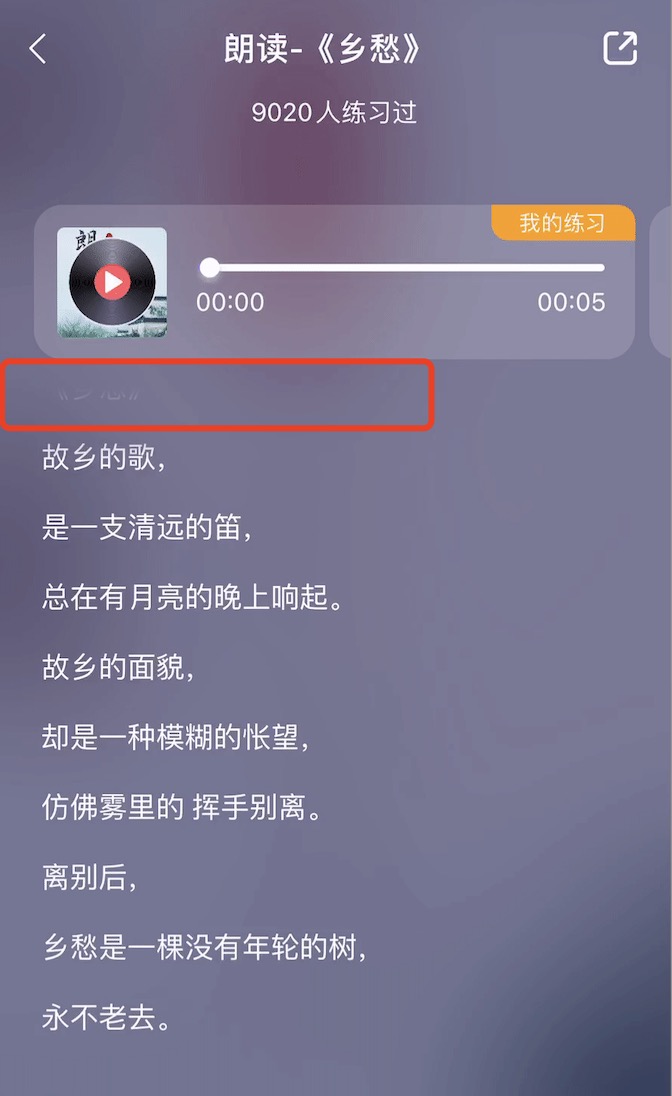 朗读-《乡愁》
9020人练习过
我的练习
朗
00:00
00:05
《乡愁》
故乡的歌，
是一支清远的笛，
总在有月亮的晚上响起。
故乡的面貌，
却是一种模糊的怅望，
仿佛雾里的 挥手别离。
离别后，
乡愁是一棵没有年轮的树，
永不老去。